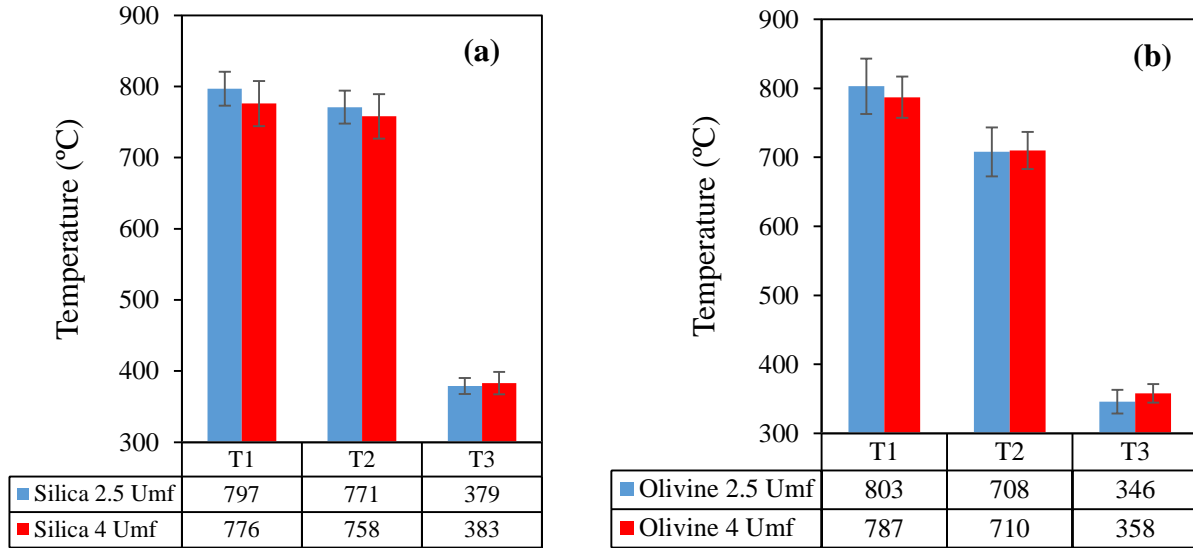 900
800
700
600
500
400
300
Temperature (ºC)
(a)
T1 T2 T3
Silica 2.5 Umf 797 771 379
Silica 4 Umf 776 758 383
900
800
700
600
500
400
300
Temperature (ºC)
(b)
T1 T2 T3
Olivine 2.5 Umf 803 708 346
Olivine 4 Umf 787 710 358